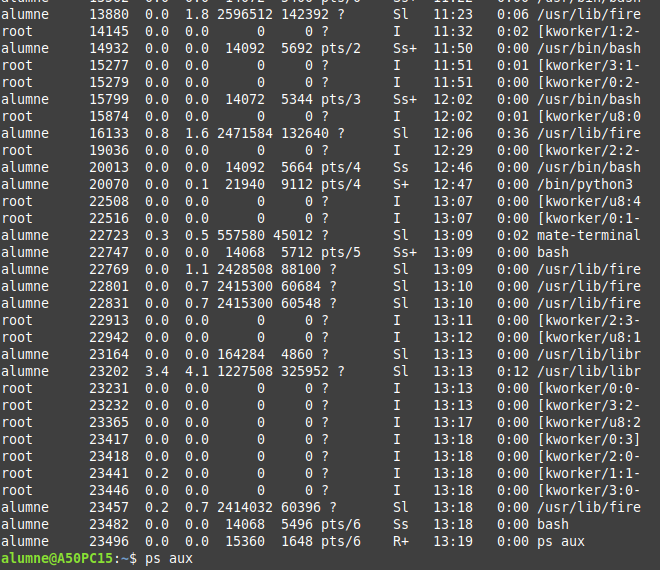 alumne 13880 0.0 1.8 2596512 142392 ? Sl 11:23 0:06 /usr/lib/fire
root 14145 0.0 0.0 0 0 ? I 11:32 0:02 [kworker/1:2-
alumne 14932 0.0 0.0 14092 5692 pts/2 Ss+ 11:50 0:00 /usr/bin/bash
root 15277 0.0 0.0 0 0 ? I 11:51 0:01 [kworker/3:1-
root 15279 0.0 0.0 0 0 ? I 11:51 0:00 [kworker/0:2-
alumne 15799 0.0 0.0 14072 5344 pts/3 Ss+ 12:02 0:00 /usr/bin/bash
root 15874 0.0 0.0 0 0 ? I 12:02 0:01 [kworker/u8:0
alumne 16133 0.8 1.6 2471584 132640 ? Sl 12:06 0:36 /usr/lib/fire
root 19036 0.0 0.0 0 0 ? I 12:29 0:00 [kworker/2:2-
alumne 20013 0.0 0.0 14092 5664 pts/4 Ss 12:46 0:00 /usr/bin/bash
alumne 20070 0.0 0.1 21940 9112 pts/4 S+ 12:47 0:00 /bin/python3
root 22508 0.0 0.0 0 0 ? I 13:07 0:00 [kworker/u8:4
root 22516 0.0 0.0 0 0 ? I 13:07 0:00 [kworker/0:1-
alumne 22723 0.3 0.5 557580 45012 ? Sl 13:09 0:02 mate-terminal
alumne 22747 0.0 0.0 14068 5712 pts/5 Ss+ 13:09 0:00 bash
alumne 22769 0.0 1.1 2428508 88100 ? Sl 13:09 0:00 /usr/lib/fire
alumne 22801 0.0 0.7 2415300 60684 ? Sl 13:10 0:00 /usr/lib/fire
alumne 22831 0.0 0.7 2415300 60548 ? Sl 13:10 0:00 /usr/lib/fire
root 22913 0.0 0.0 0 0 ? I 13:11 0:00 [kworker/2:3-
root 22942 0.0 0.0 0 0 ? I 13:12 0:00 [kworker/u8:1
alumne 23164 0.0 0.0 164284 4860 ? Sl 13:13 0:00 /usr/lib/libr
alumne 23202 3.4 4.1 1227508 325952 ? Sl 13:13 0:12 /usr/lib/libr
root 23231 0.0 0.0 0 0 ? I 13:13 0:00 [kworker/0:0-
root 23232 0.0 0.0 0 0 ? I 13:13 0:00 [kworker/3:2-
root 23365 0.0 0.0 0 0 ? I 13:17 0:00 [kworker/u8:2
root 23417 0.0 0.0 0 0 ? I 13:18 0:00 [kworker/0:3]
root 23418 0.0 0.0 0 0 ? I 13:18 0:00 [kworker/2:0-
root 23441 0.2 0.0 0 0 ? I 13:18 0:00 [kworker/1:1-
root 23446 0.0 0.0 0 0 ? I 13:18 0:00 [kworker/3:0-
alumne 23457 0.2 0.7 2414032 60396 ? Sl 13:18 0:00 /usr/lib/fire
alumne 23482 0.0 0.0 14068 5496 pts/6 Ss 13:18 0:00 bash
alumne 23496 0.0 0.0 15360 1648 pts/6 R+ 13:19 0:00 ps aux
alumne@A50PC15:~$ ps aux